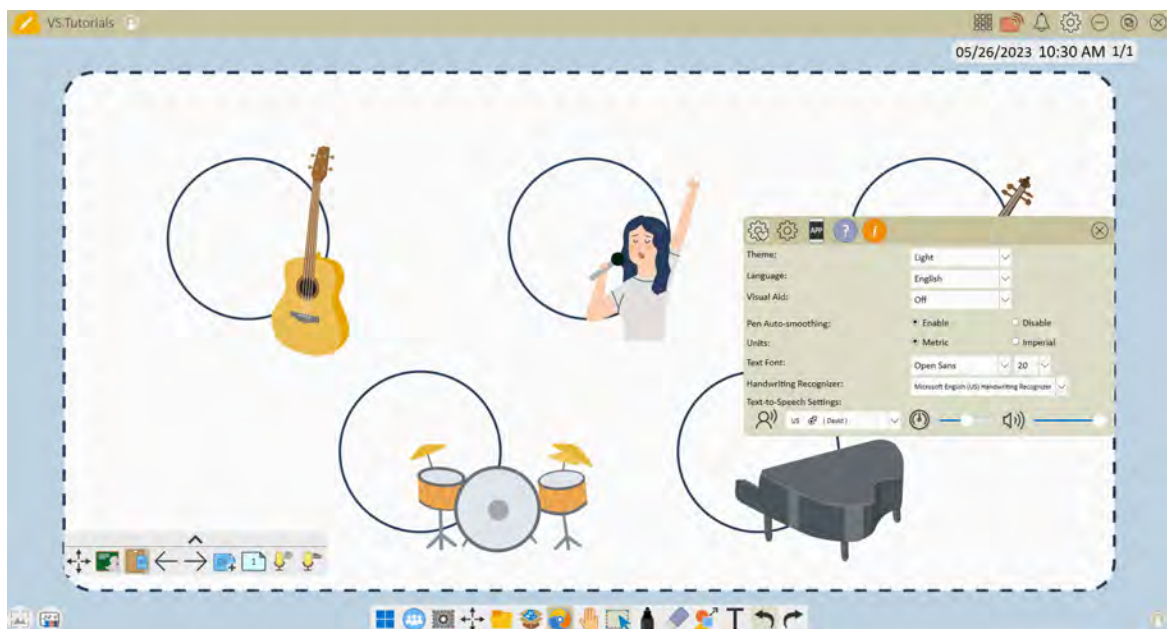 VS Tutorials
05/26/2023 10:30 AM 1/1
APP ? i
Theme: Light
Language: English
Visual Aid: Off
Pen Auto-smoothing: Enable Disable
Units: Metric Imperial
Text Font: Open Sans 20
Handwriting Recognizer: Microsoft English (US) Handwriting Recognizer
Text-to-Speech Settings:
US (David)
1
T